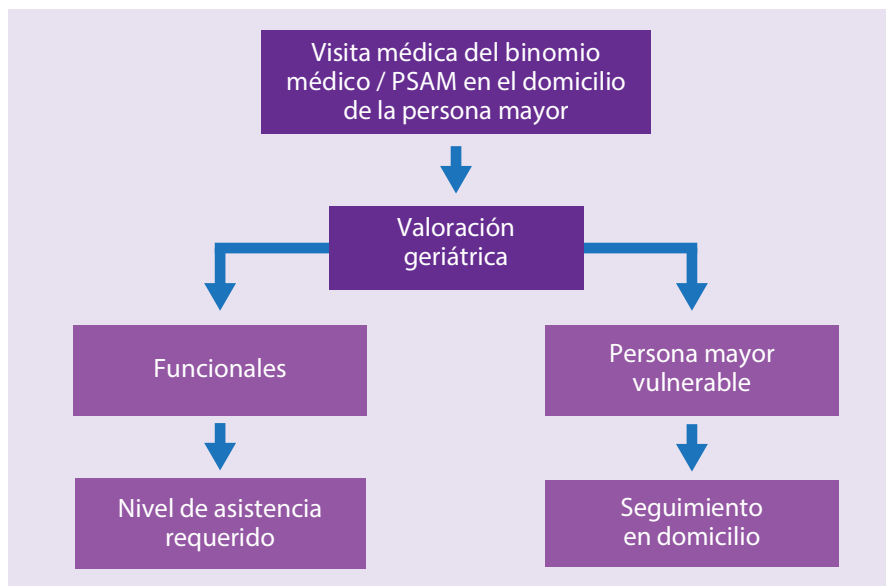 Visita médica del binomio
médico / PSAM en el domicilio
de la persona mayor
Valoración
geriátrica
Funcionales
Persona mayor
vulnerable
Nivel de asistencia
requerido
Seguimiento
en domicilio